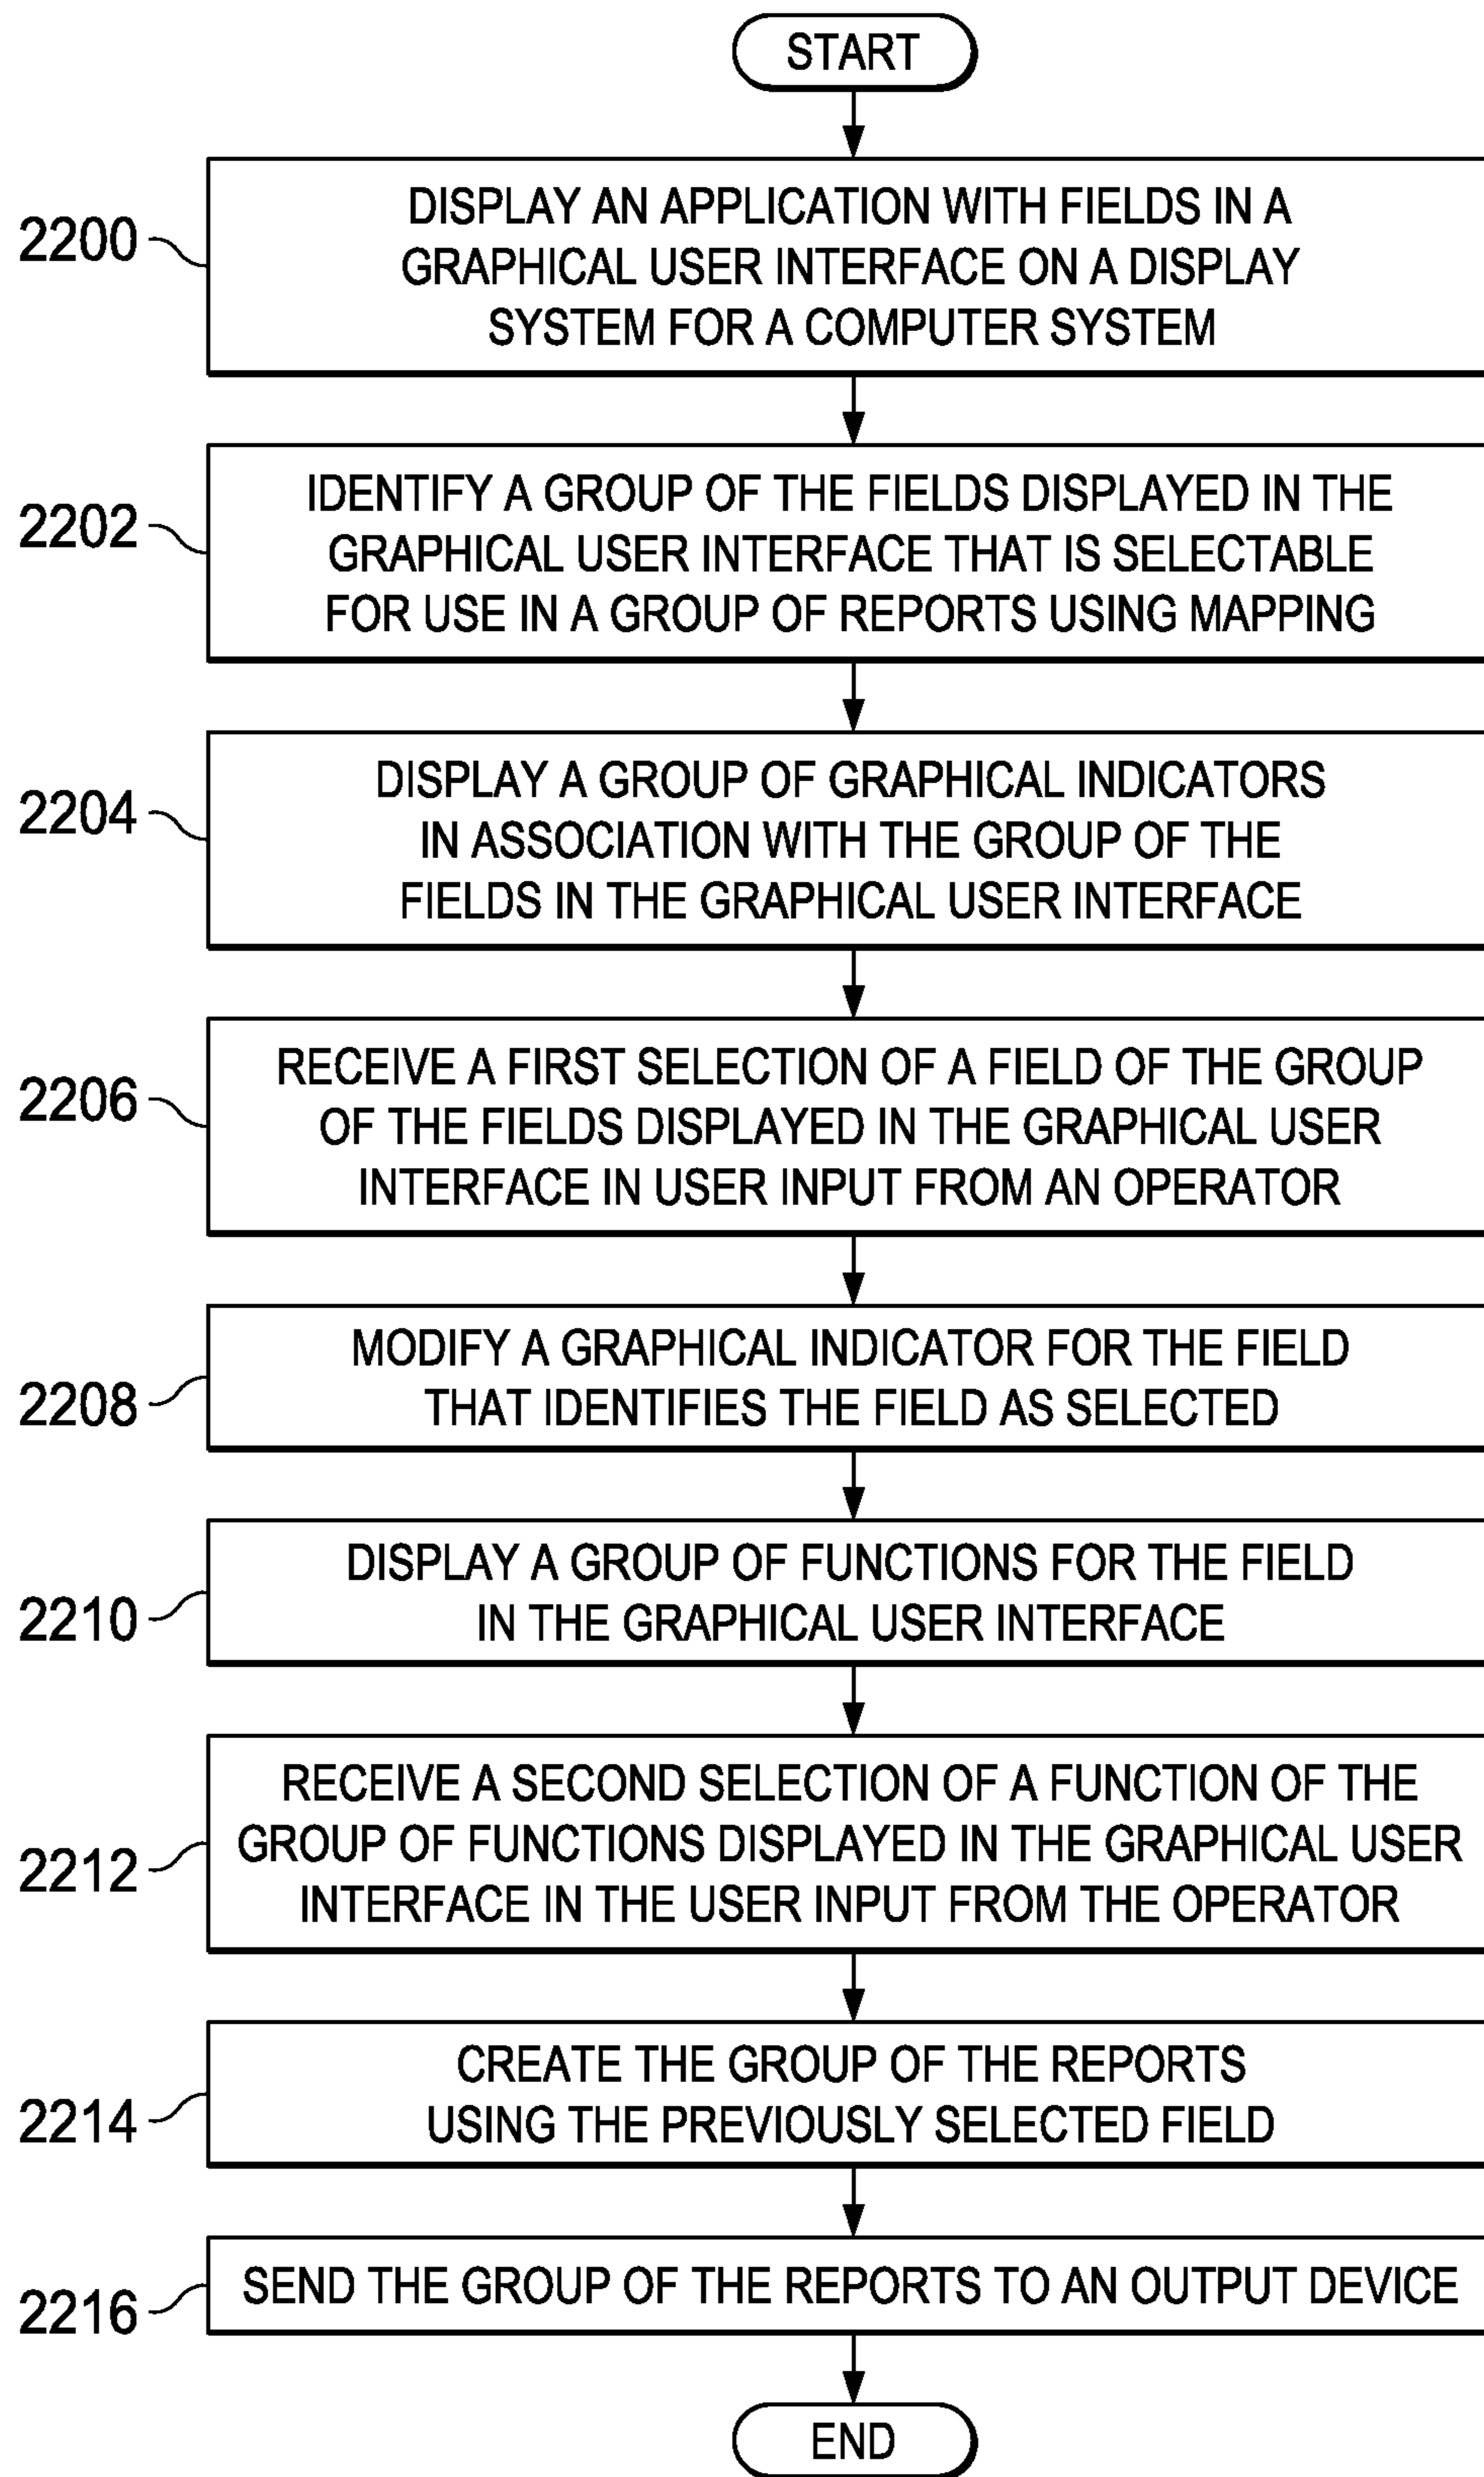 START
2200
DISPLAY AN APPLICATION WITH FIELDS IN A
GRAPHICAL USER INTERFACE ON A DISPLAY
SYSTEM FOR A COMPUTER SYSTEM
2202
IDENTIFY A GROUP OF THE FIELDS DISPLAYED IN THE
GRAPHICAL USER INTERFACE THAT IS SELECTABLE
FOR USE IN A GROUP OF REPORTS USING MAPPING
2204
DISPLAY A GROUP OF GRAPHICAL INDICATORS
IN ASSOCIATION WITH THE GROUP OF THE
FIELDS IN THE GRAPHICAL USER INTERFACE
2206
RECEIVE A FIRST SELECTION OF A FIELD OF THE GROUP
OF THE FIELDS DISPLAYED IN THE GRAPHICAL USER
INTERFACE IN USER INPUT FROM AN OPERATOR
2208
MODIFY A GRAPHICAL INDICATOR FOR THE FIELD
THAT IDENTIFIES THE FIELD AS SELECTED
2210
DISPLAY A GROUP OF FUNCTIONS FOR THE FIELD
IN THE GRAPHICAL USER INTERFACE
2212
RECEIVE A SECOND SELECTION OF A FUNCTION OF THE
GROUP OF FUNCTIONS DISPLAYED IN THE GRAPHICAL USER
INTERFACE IN THE USER INPUT FROM THE OPERATOR
2214
CREATE THE GROUP OF THE REPORTS
USING THE PREVIOUSLY SELECTED FIELD
2216
SEND THE GROUP OF THE REPORTS TO AN OUTPUT DEVICE
END